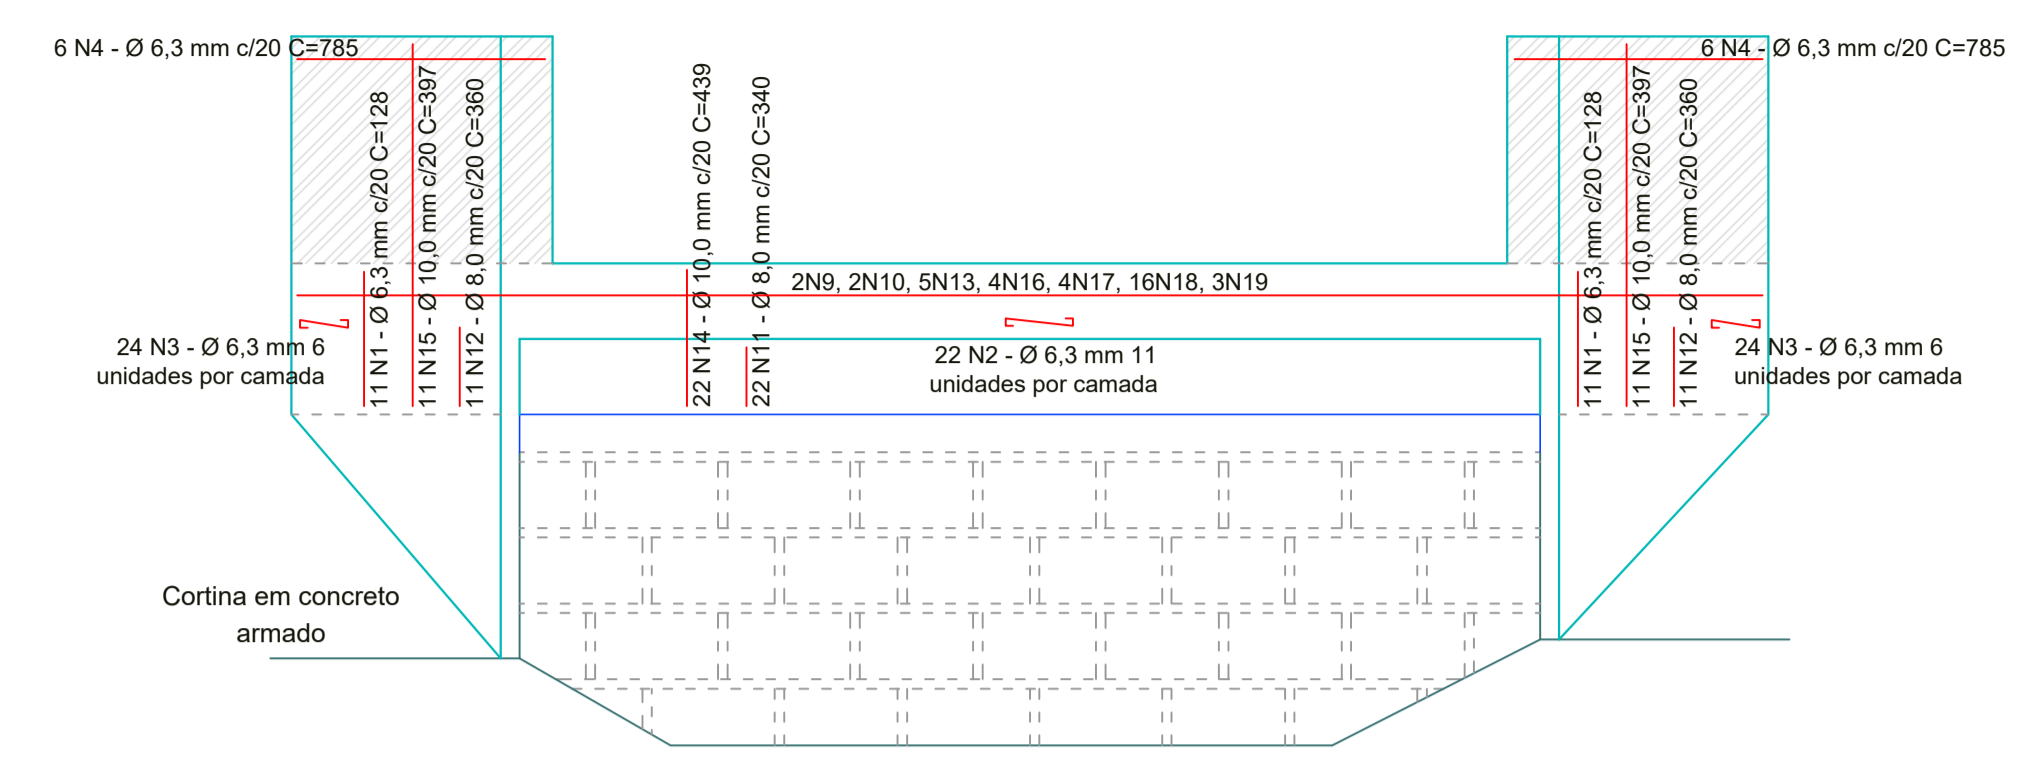 6 N4 - Ø 6,3 mm c/20 C=785
6 N4 - Ø 6,3 mm c/20 C=785
11 N1 - Ø 6,3 mm c/20 C=128
11 N15 - Ø 10,0 mm c/20 C=397
11 N12 - Ø 8,0 mm c/20 C=360
22 N14 - Ø 10,0 mm c/20 C=439
22 N11 - Ø 8,0 mm c/20 C=340
11 N1 - Ø 6,3 mm c/20 C=128
11 N15 - Ø 10,0 mm c/20 C=397
11 N12 - Ø 8,0 mm c/20 C=360
2N9, 2N10, 5N13, 4N16, 4N17, 16N18, 3N19
24 N3 - Ø 6,3 mm 6
unidades por camada
22 N2 - Ø 6,3 mm 11
unidades por camada
24 N3 - Ø 6,3 mm 6
unidades por camada
Cortina em concreto
armado